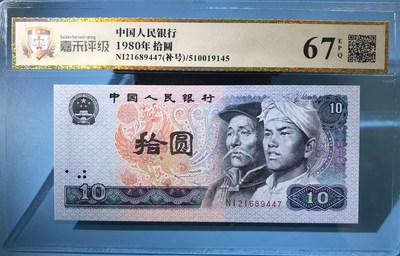 嘉禾评级
中国人民银行
1980年 拾圆
NI21689447(补号)/510019145
67 EPQ
中国人民银行
10
拾圆
10
10
NI21689447